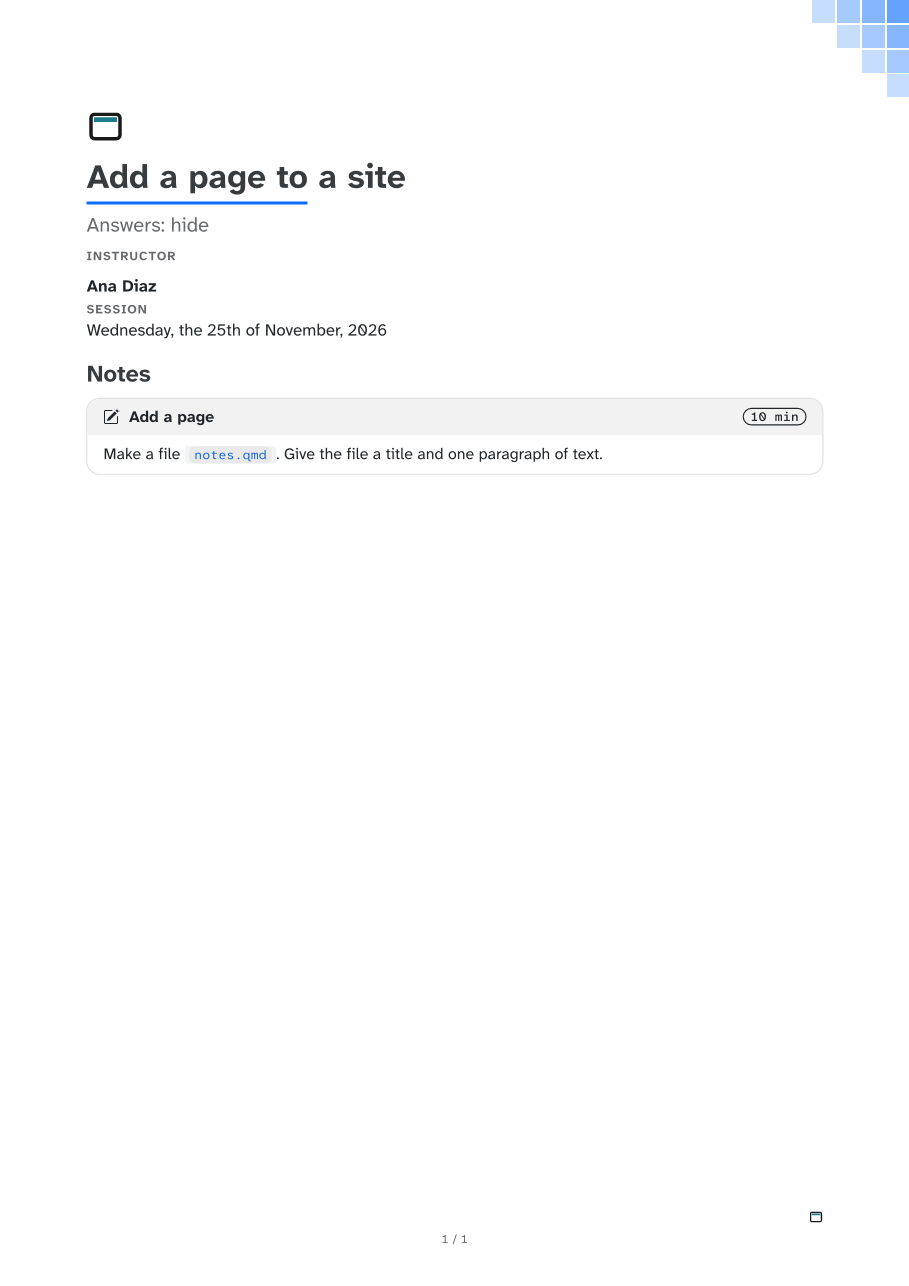 Add a page to a site
Answers: hide
INSTRUCTOR
Ana Diaz
SESSION
Wednesday, the 25th of November, 2026
Notes
Add a page 10 min
Make a file notes.qmd. Give the file a title and one paragraph of text.
1 / 1